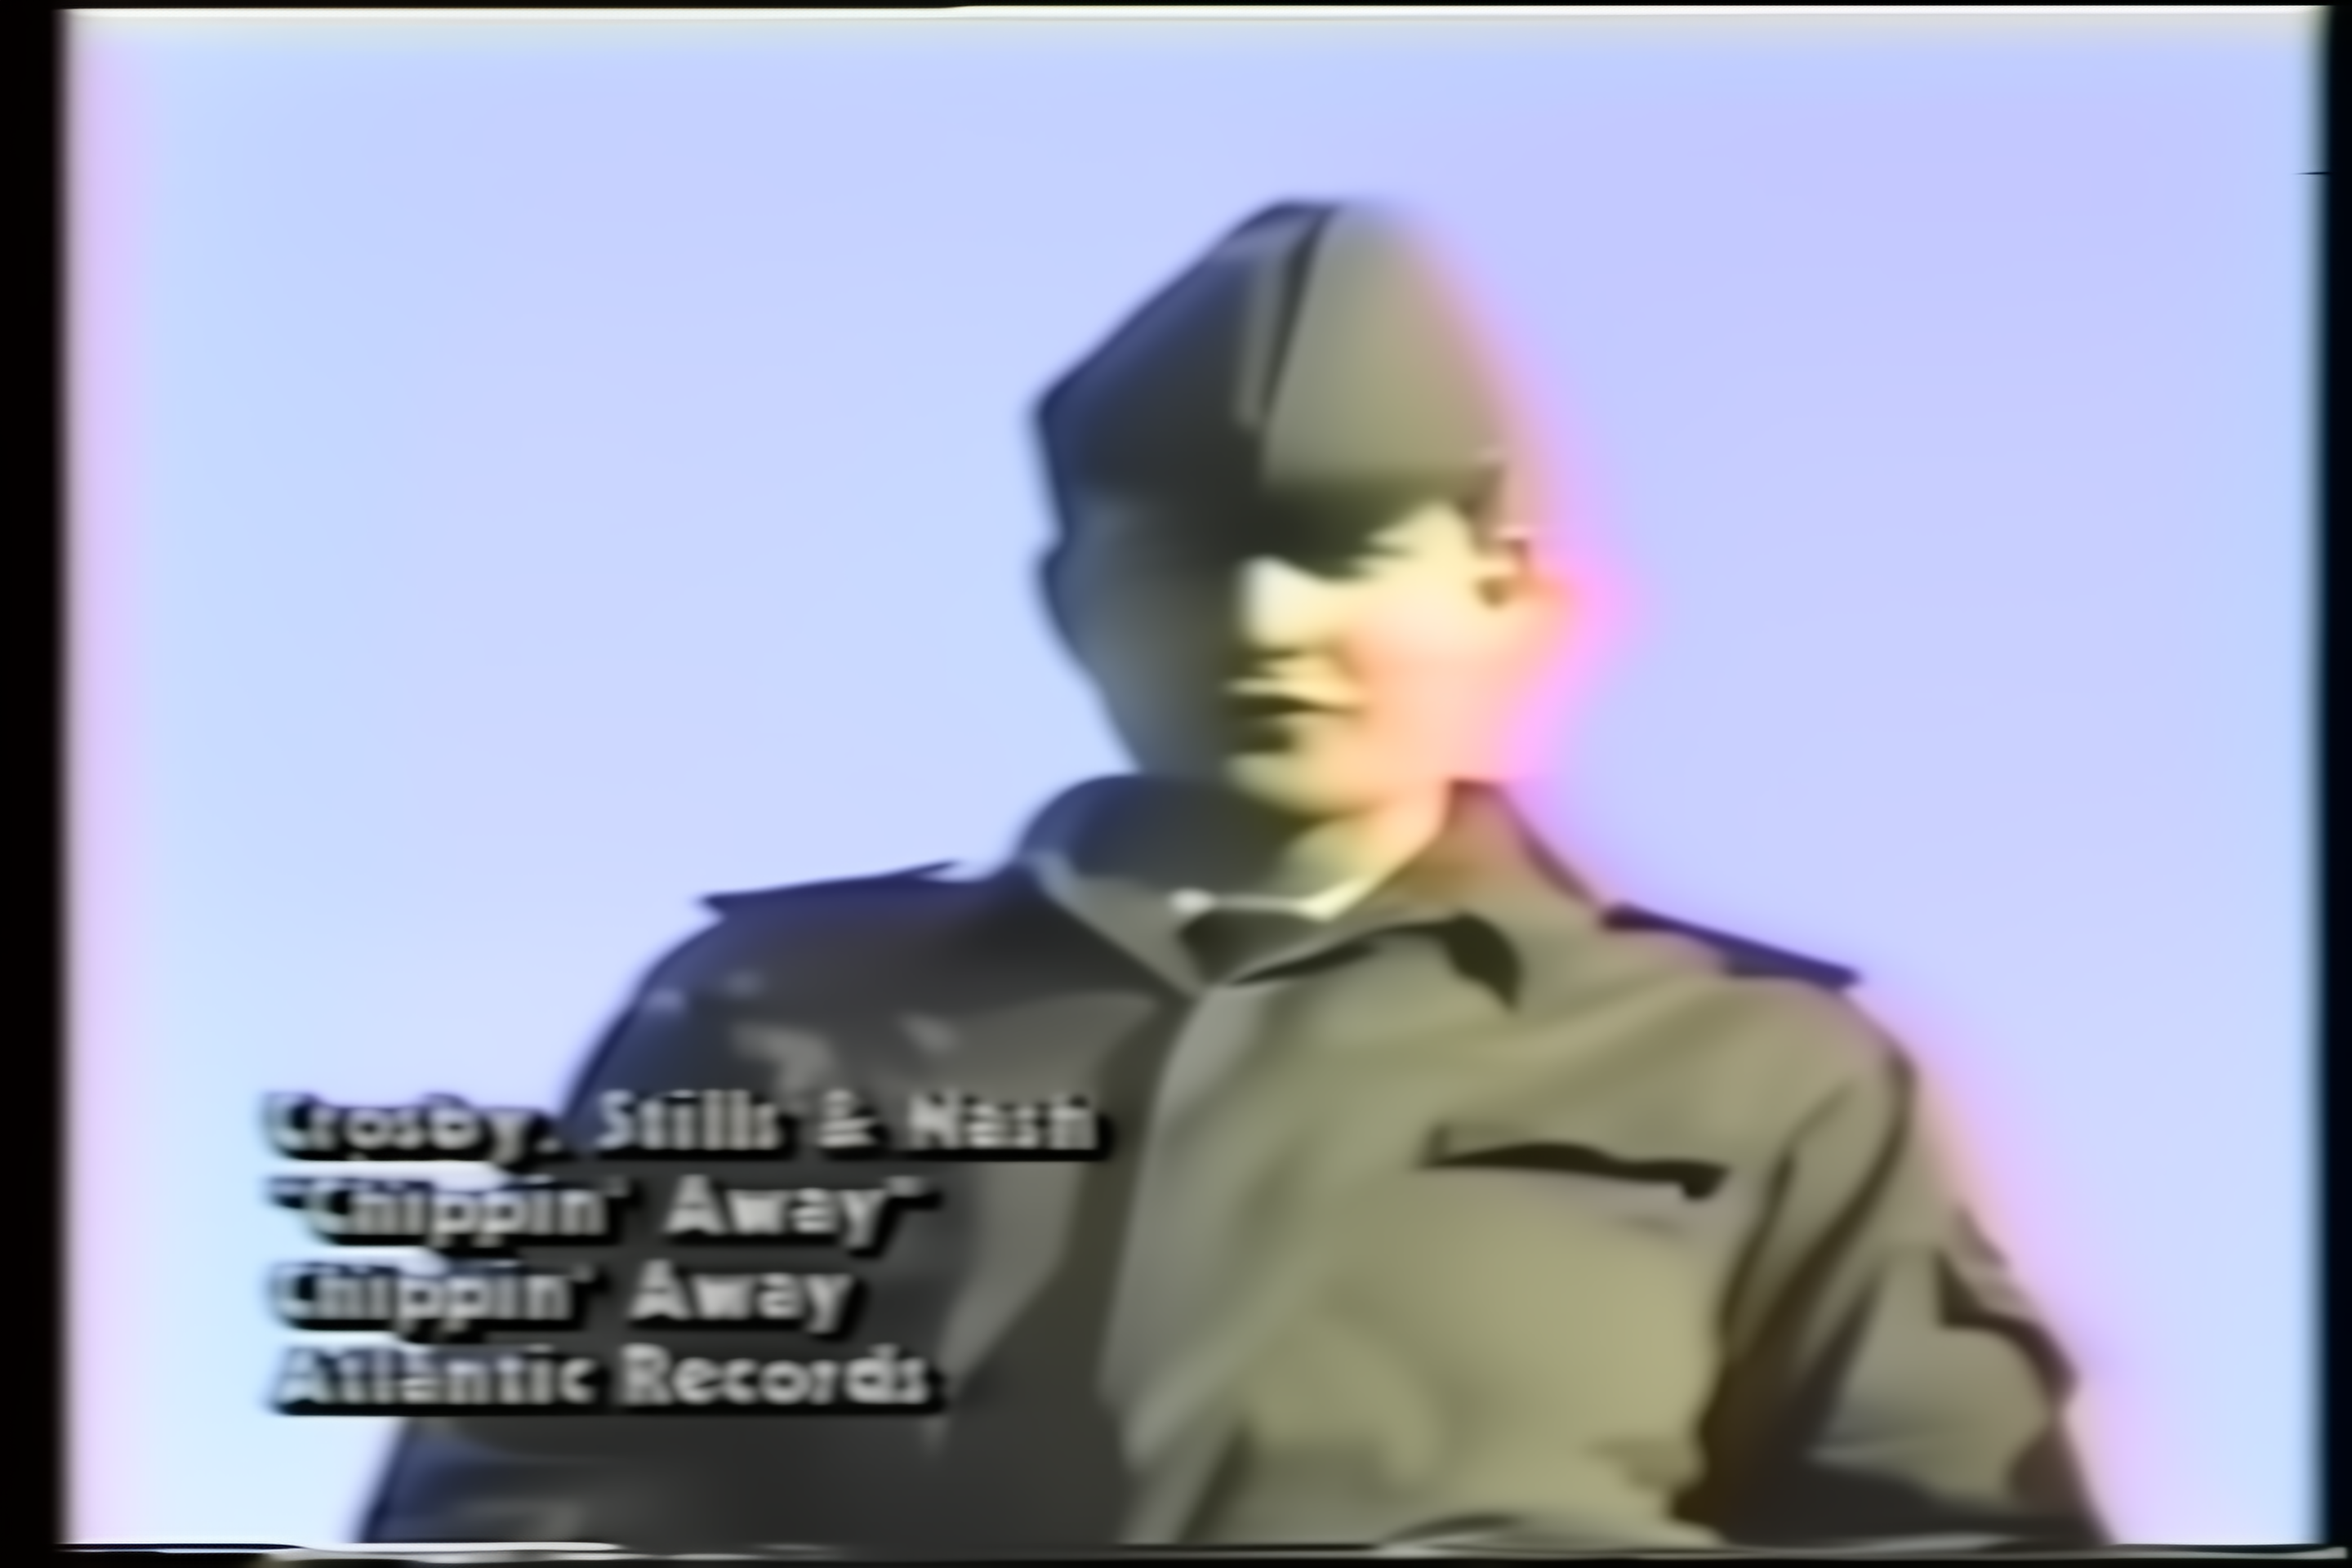 Crosby, Stills & Nash
"Chippin' Away"
Chippin' Away
Atlantic Records